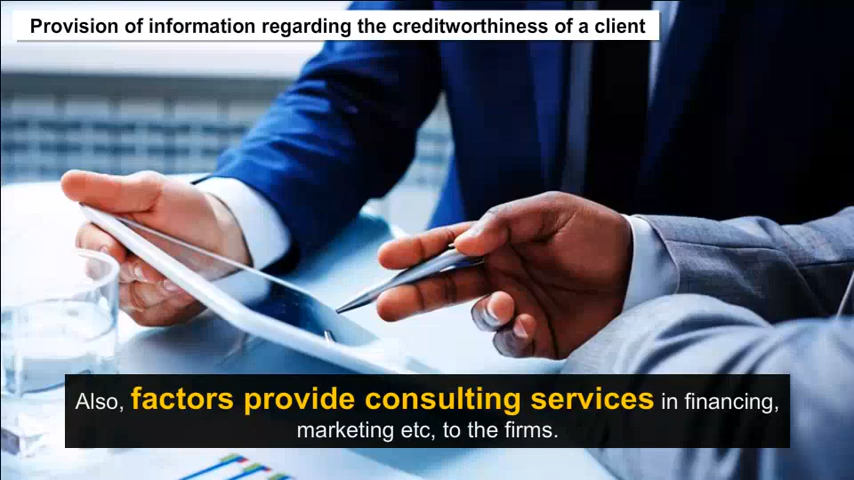 Provision of information regarding the creditworthiness of a client
Also, factors provide consulting services in financing,
marketing etc, to the firms.